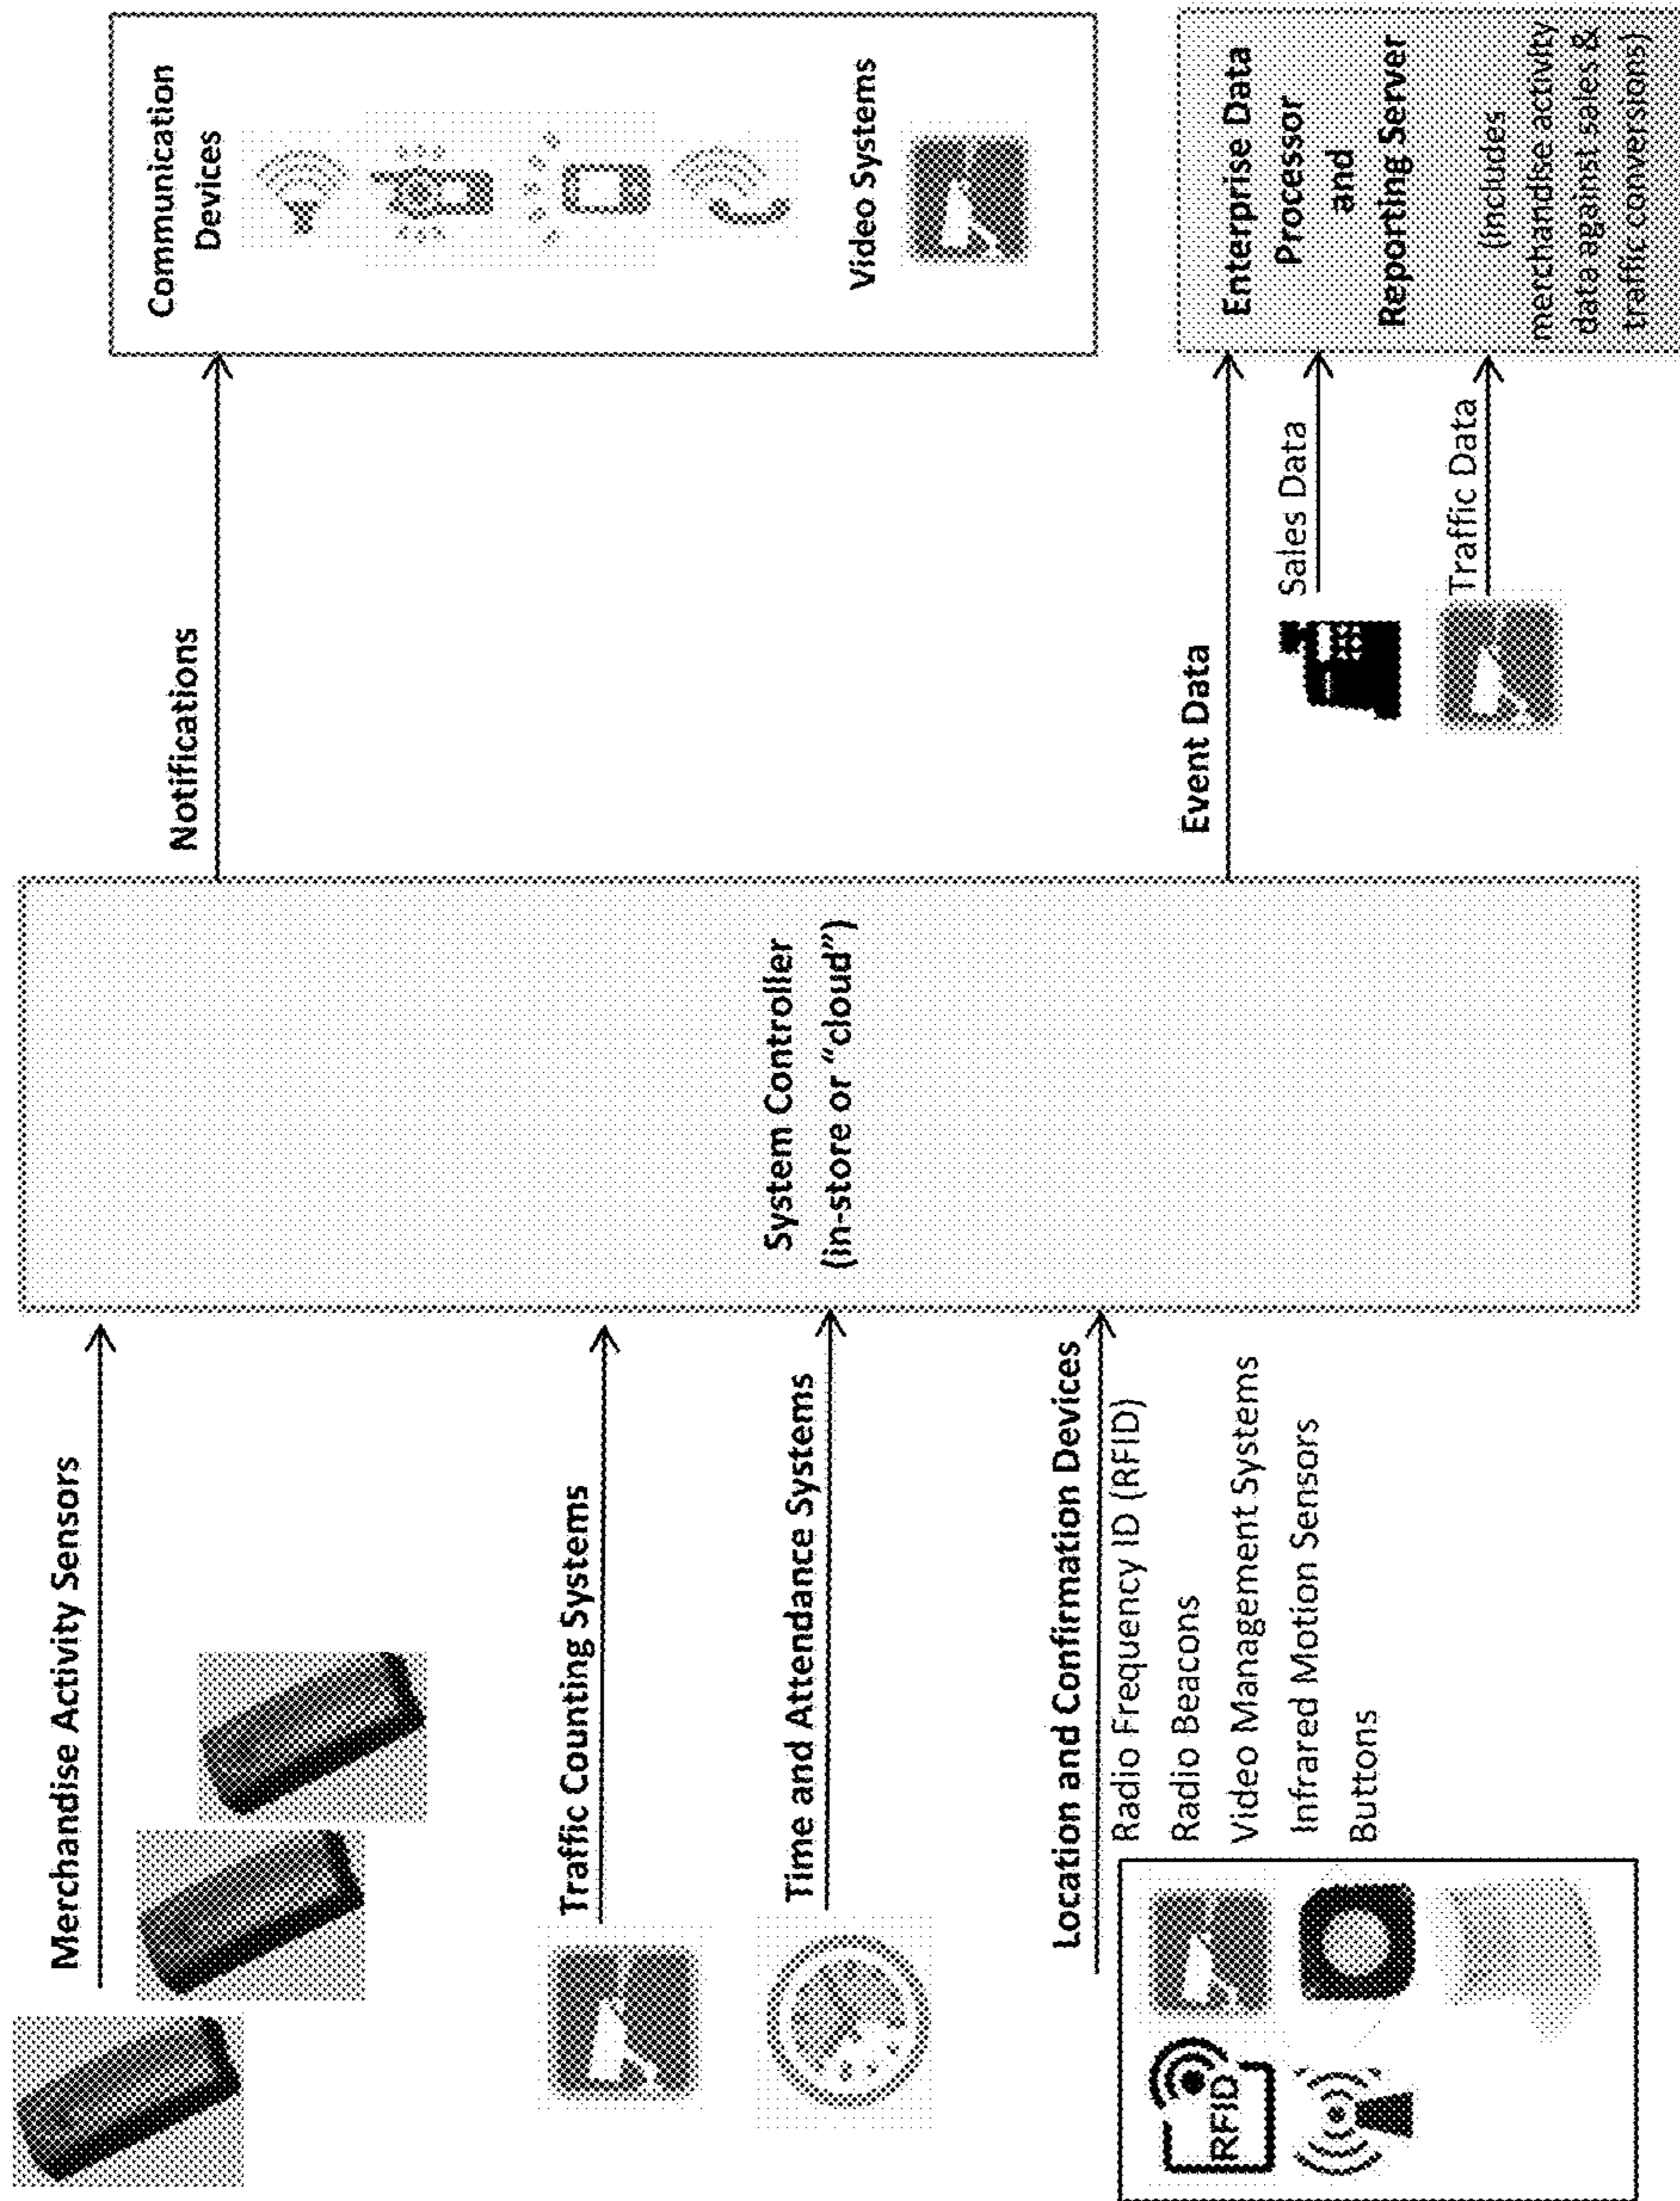 Merchandise Activity Sensors
Traffic Counting Systems
Time and Attendance Systems
Location and Confirmation Devices
Radio Frequency ID (RFID)
Radio Beacons
Video Management Systems
Infrared Motion Sensors
Buttons
RFID
System Controller
(in-store or “cloud”)
Notifications
Communication
Devices
Video Systems
Event Data
Sales Data
Traffic Data
Enterprise Data
Processor
and
Reporting Server
(includes
merchandise activity
data against sales &
traffic conversions)